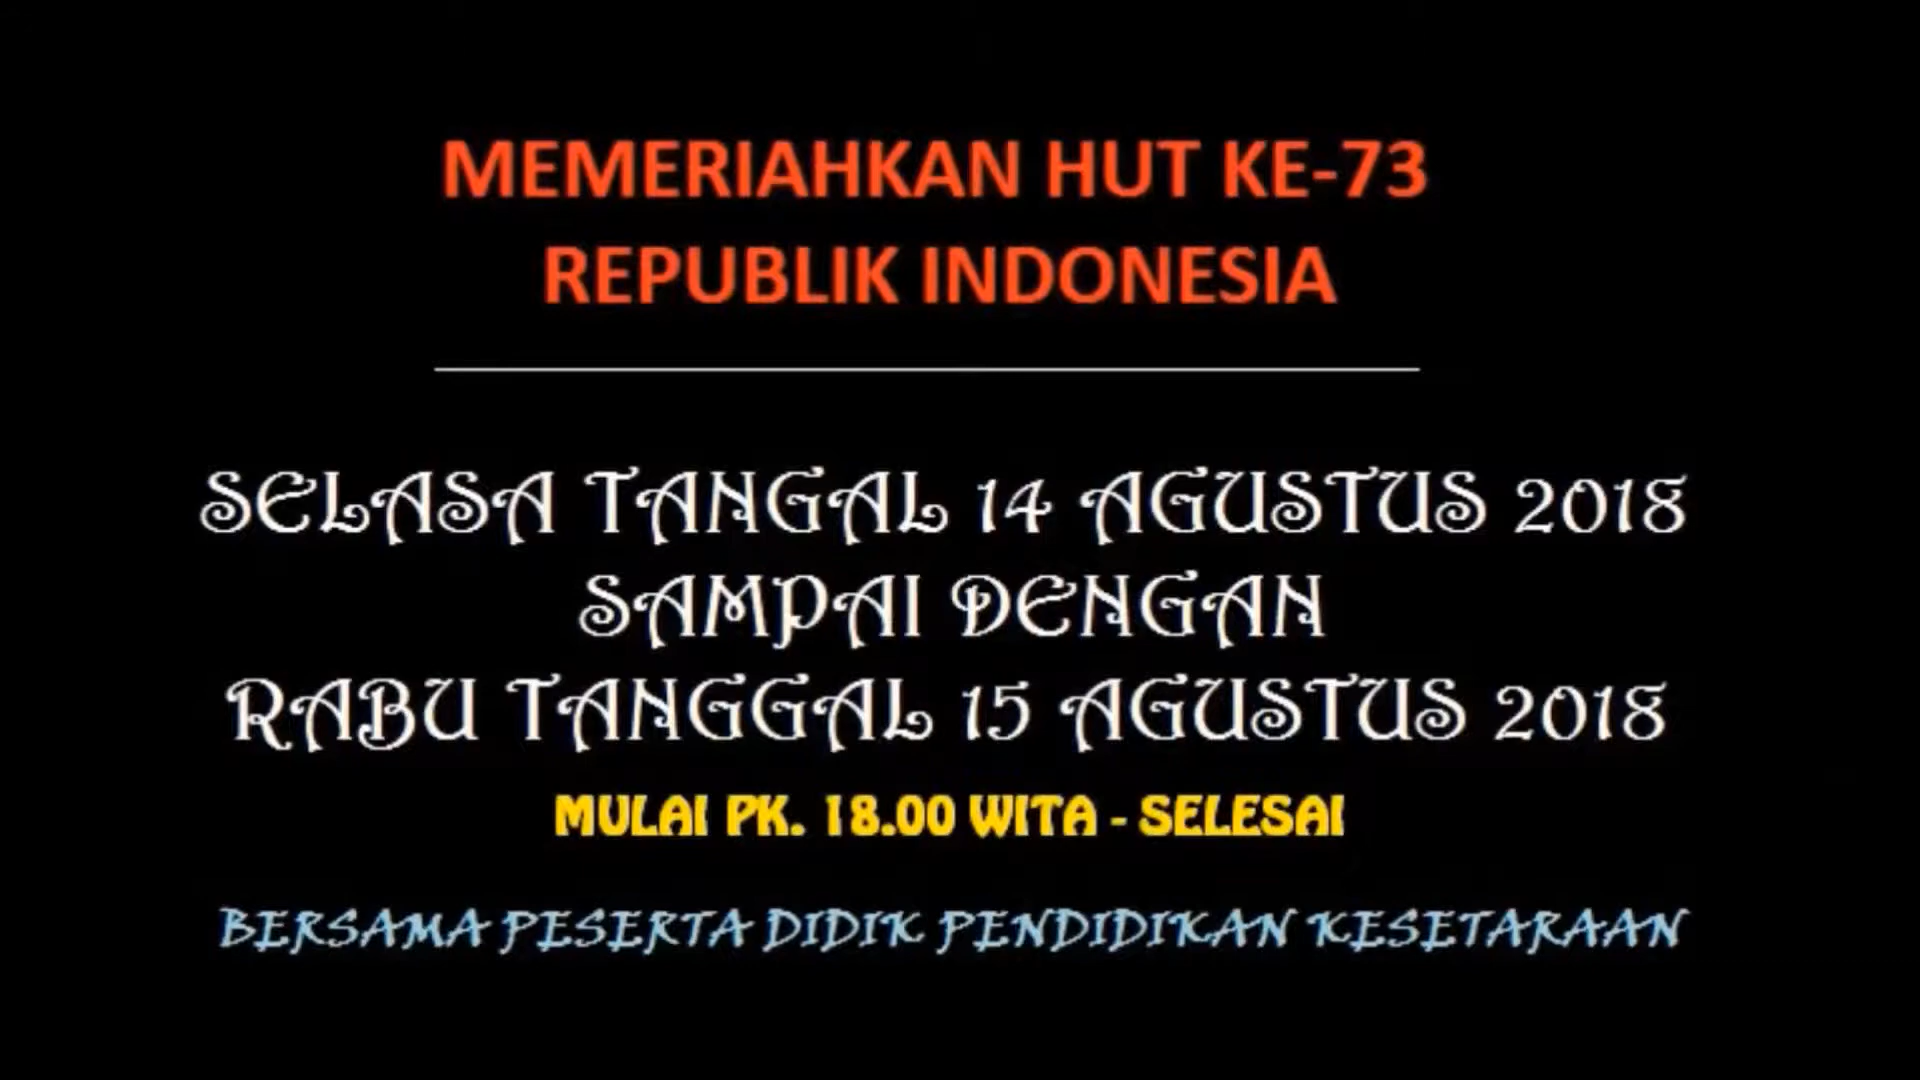 MEMERIAHKAN HUT KE-73
REPUBLIK INDONESIA
SELASA TANGAL 14 AGUSTUS 2018
SAMPAI DENGAN
RABU TANGGAL 15 AGUSTUS 2018
MULAI PK. 18.00 WITA - SELESAI
BERSAMA PESERTA DIDIK PENDIDIKAN KESETARAAN